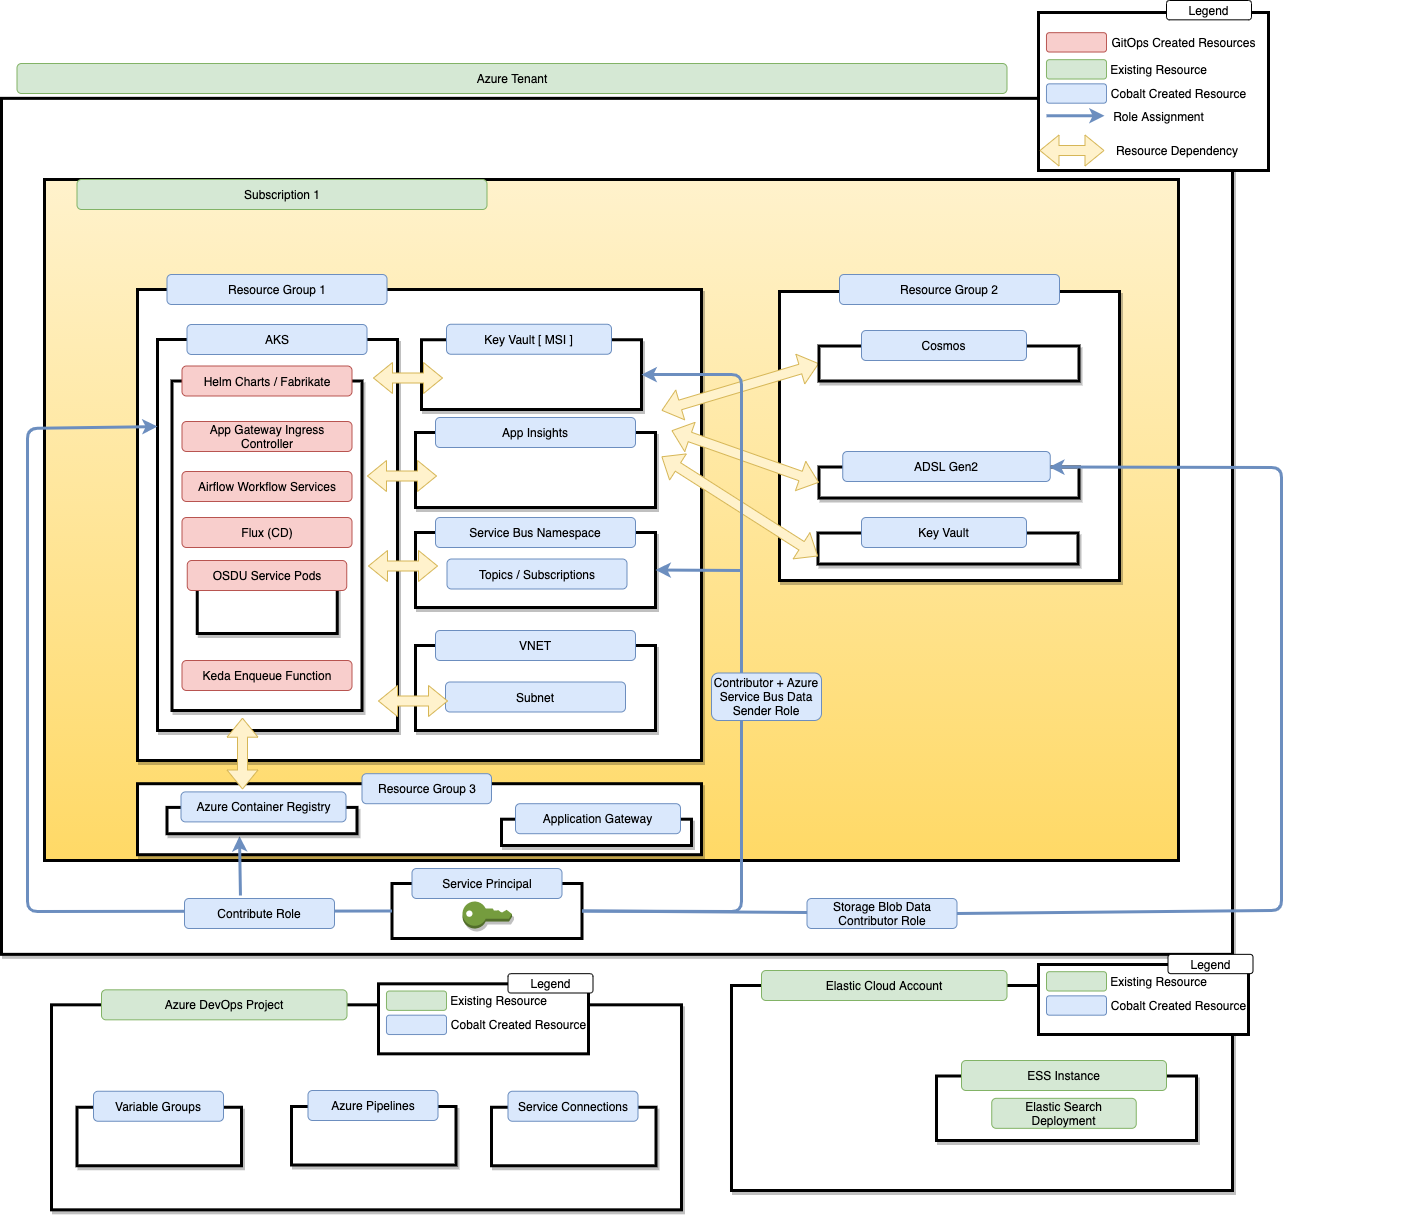 Legend
GitOps Created Resources
Existing Resource
Cobalt Created Resource
Role Assignment
Resource Dependency
Azure Tenant
Subscription 1
Resource Group 1
AKS
Helm Charts / Fabrikate
App Gateway Ingress
Controller
Airflow Workflow Services
Flux (CD)
OSDU Service Pods
Keda Enqueue Function
Key Vault [ MSI ]
App Insights
Service Bus Namespace
Topics / Subscriptions
VNET
Subnet
Resource Group 2
Cosmos
ADSL Gen2
Key Vault
Contributor + Azure
Service Bus Data
Sender Role
Resource Group 3
Azure Container Registry
Application Gateway
Service Principal
Contribute Role
Storage Blob Data
Contributor Role
Azure DevOps Project
Legend
Existing Resource
Cobalt Created Resource
Variable Groups
Azure Pipelines
Service Connections
Elastic Cloud Account
Legend
Existing Resource
Cobalt Created Resource
ESS Instance
Elastic Search
Deployment